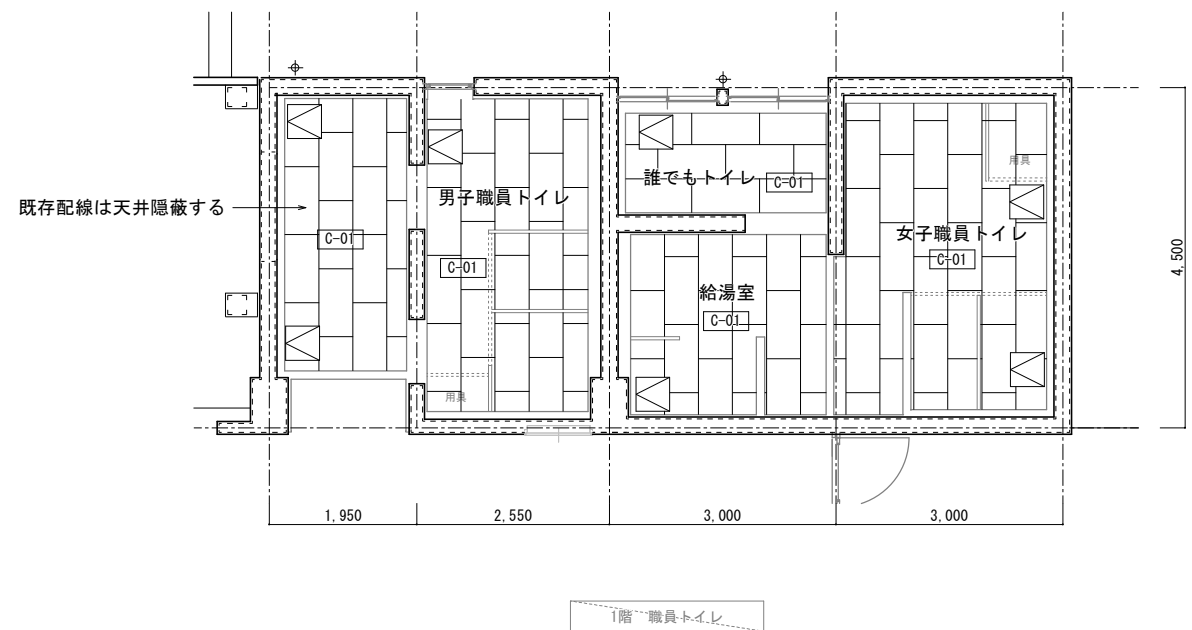 誰でもトイレ
C-01
男子職員トイレ
用具
既存配線は天井隠蔽する
C-01
女子職員トイレ
C-01
C-01
給湯室
C-01
用具
4,500
1,950
2,550
3,000
3,000
1階 職員トイレ